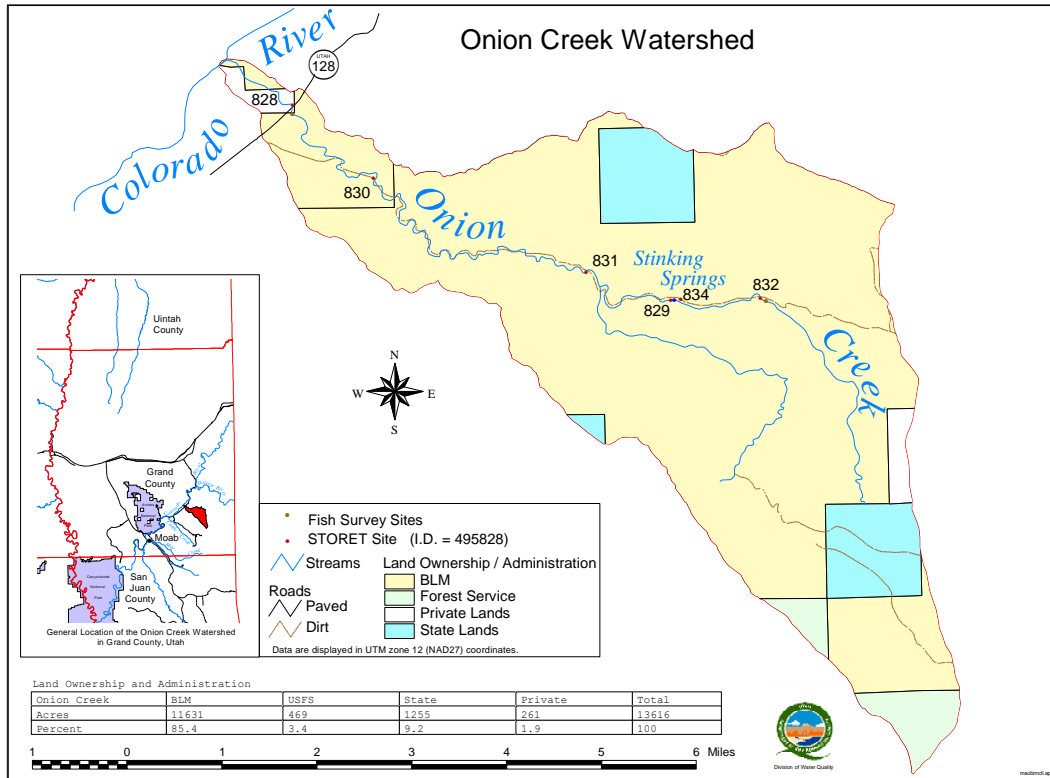 Onion Creek Watershed
River
UTAH
128
Colorado
828
830
Onion
831
Stinking
Springs
834
832
829
Creek
Uintah
County
N
W E
S
Grand
County
Moab
San
Juan
County
Canyonlands
National
Park
General Location of the Onion Creek Watershed
in Grand County, Utah
Fish Survey Sites
STORET Site (I.D. = 495828)
Streams
Land Ownership / Administration
Roads
BLM
Paved
Forest Service
Private Lands
Dirt
State Lands
Data are displayed in UTM zone 12 (NAD27) coordinates.
Land Ownership and Administration
Onion Creek BLM USFS State Private Total
Acres 11631 469 1255 261 13616
Percent 85.4 3.4 9.2 1.9 100
1 0 1 2 3 4 5 6 Miles
Division of Water Quality